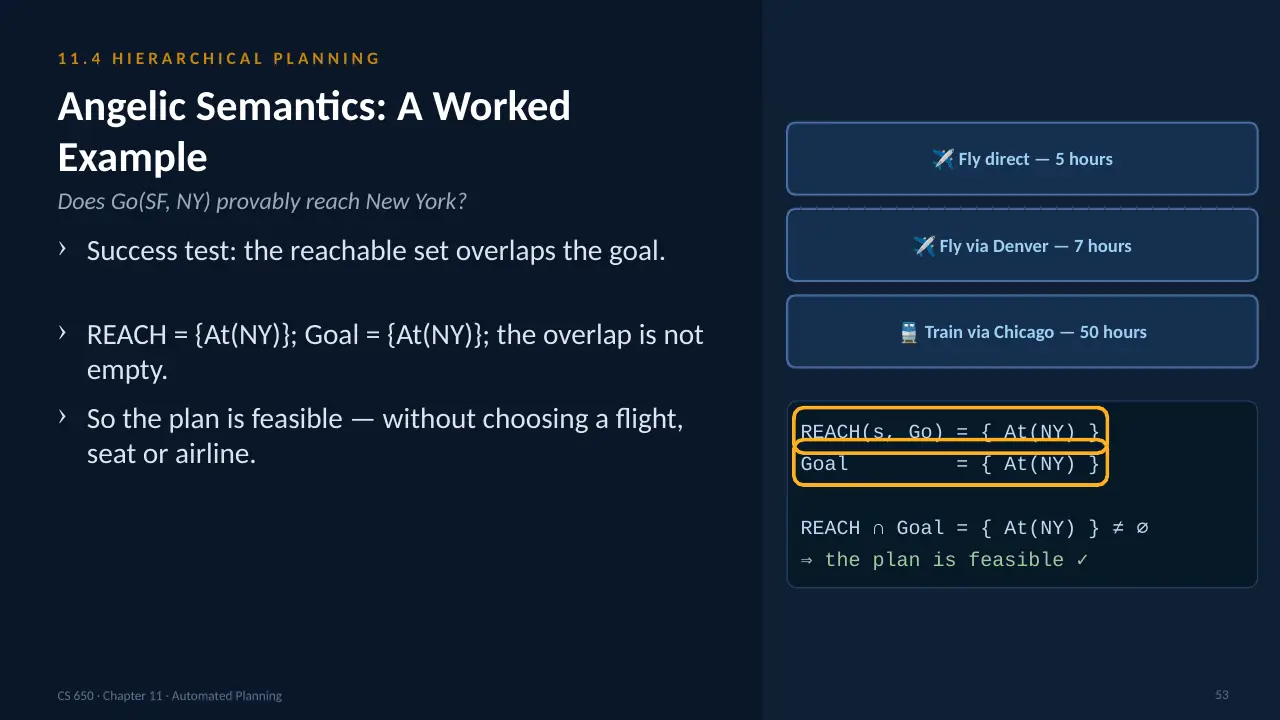 11.4 HIERARCHICAL PLANNING
Angelic Semantics: A Worked
Example
Does Go(SF, NY) provably reach New York?
› Success test: the reachable set overlaps the goal.
› REACH = {At(NY)}; Goal = {At(NY)}; the overlap is not
empty.
› So the plan is feasible — without choosing a flight,
seat or airline.
✈️ Fly direct — 5 hours
✈️ Fly via Denver — 7 hours
🚆 Train via Chicago — 50 hours
REACH(s, Go) = { At(NY) }
Goal         = { At(NY) }
REACH ∩ Goal = { At(NY) } ≠ ∅
⇒ the plan is feasible ✓
CS 650 · Chapter 11 · Automated Planning
53